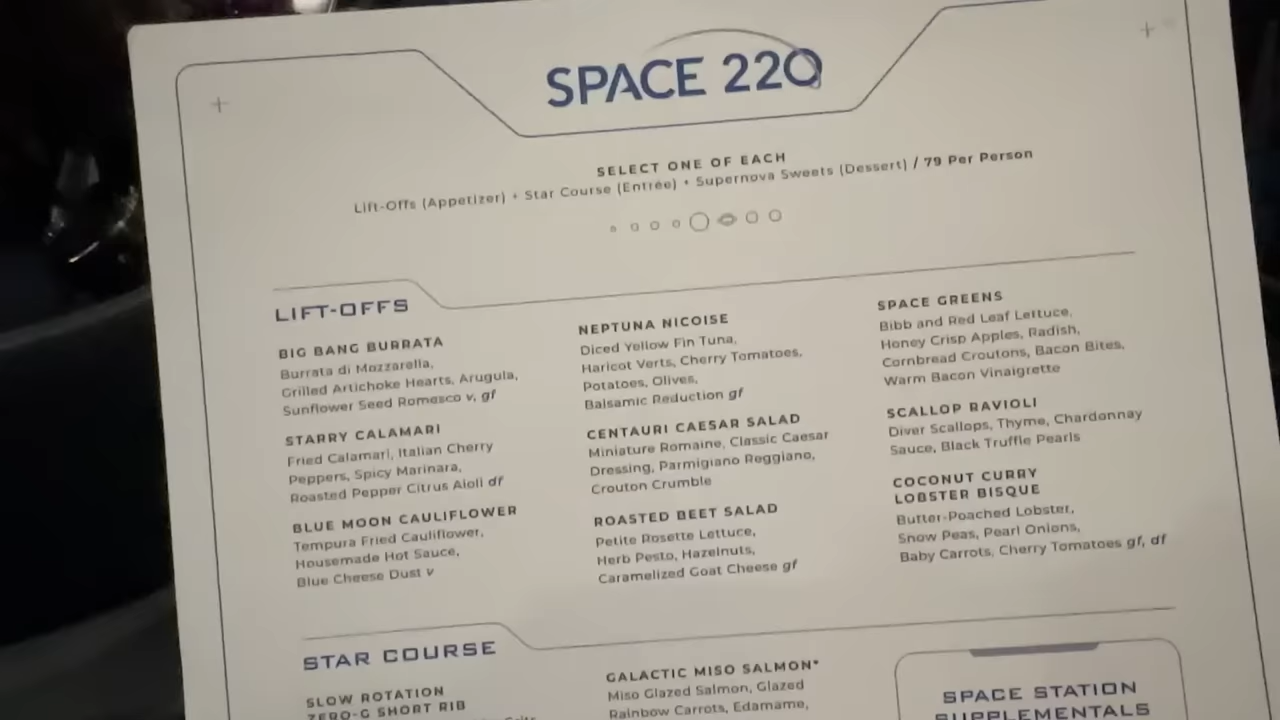 SPACE 220
SELECT ONE OF EACH
Lift-Offs (Appetizer) + Star Course (Entrée) + Supernova Sweets (Dessert) / 79 Per Person
LIFT-OFFS
BIG BANG BURRATA
Burrata di Mozzarella,
Grilled Artichoke Hearts, Arugula,
Sunflower Seed Romesco v, gf
STARRY CALAMARI
Fried Calamari, Italian Cherry
Peppers, Spicy Marinara,
Roasted Pepper Citrus Aioli df
BLUE MOON CAULIFLOWER
Tempura Fried Cauliflower,
Housemade Hot Sauce,
Blue Cheese Dust v
NEPTUNA NICOISE
Diced Yellow Fin Tuna,
Haricot Verts, Cherry Tomatoes,
Potatoes, Olives,
Balsamic Reduction gf
CENTAURI CAESAR SALAD
Miniature Romaine, Classic Caesar
Dressing, Parmigiano Reggiano,
Crouton Crumble
ROASTED BEET SALAD
Petite Rosette Lettuce,
Herb Pesto, Hazelnuts,
Caramelized Goat Cheese gf
SPACE GREENS
Bibb and Red Leaf Lettuce,
Honey Crisp Apples, Radish,
Cornbread Croutons, Bacon Bites,
Warm Bacon Vinaigrette
SCALLOP RAVIOLI
Diver Scallops, Thyme, Chardonnay
Sauce, Black Truffle Pearls
COCONUT CURRY
LOBSTER BISQUE
Butter-Poached Lobster,
Snow Peas, Pearl Onions,
Baby Carrots, Cherry Tomatoes gf, df
STAR COURSE
SLOW ROTATION
ZERO-G SHORT RIB
GALACTIC MISO SALMON*
Miso Glazed Salmon, Glazed
Rainbow Carrots, Edamame,
SPACE STATION
SUPPLEMENTALS